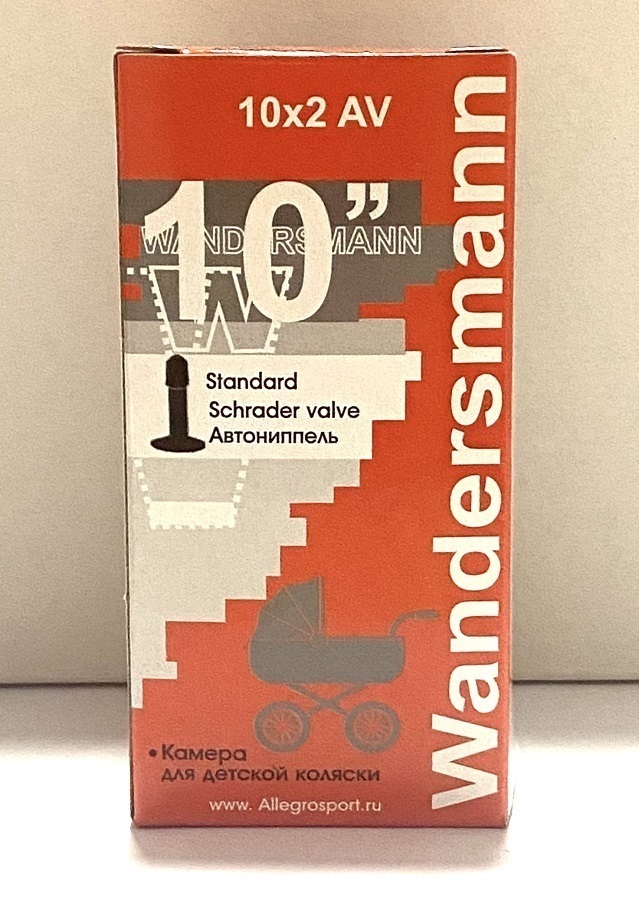 10x2 AV
10”
WANDERSMANN
W
Standard
Schrader valve
Автониппель
Wandersmann
• Камера
для детской коляски
www. Allegrosport.ru